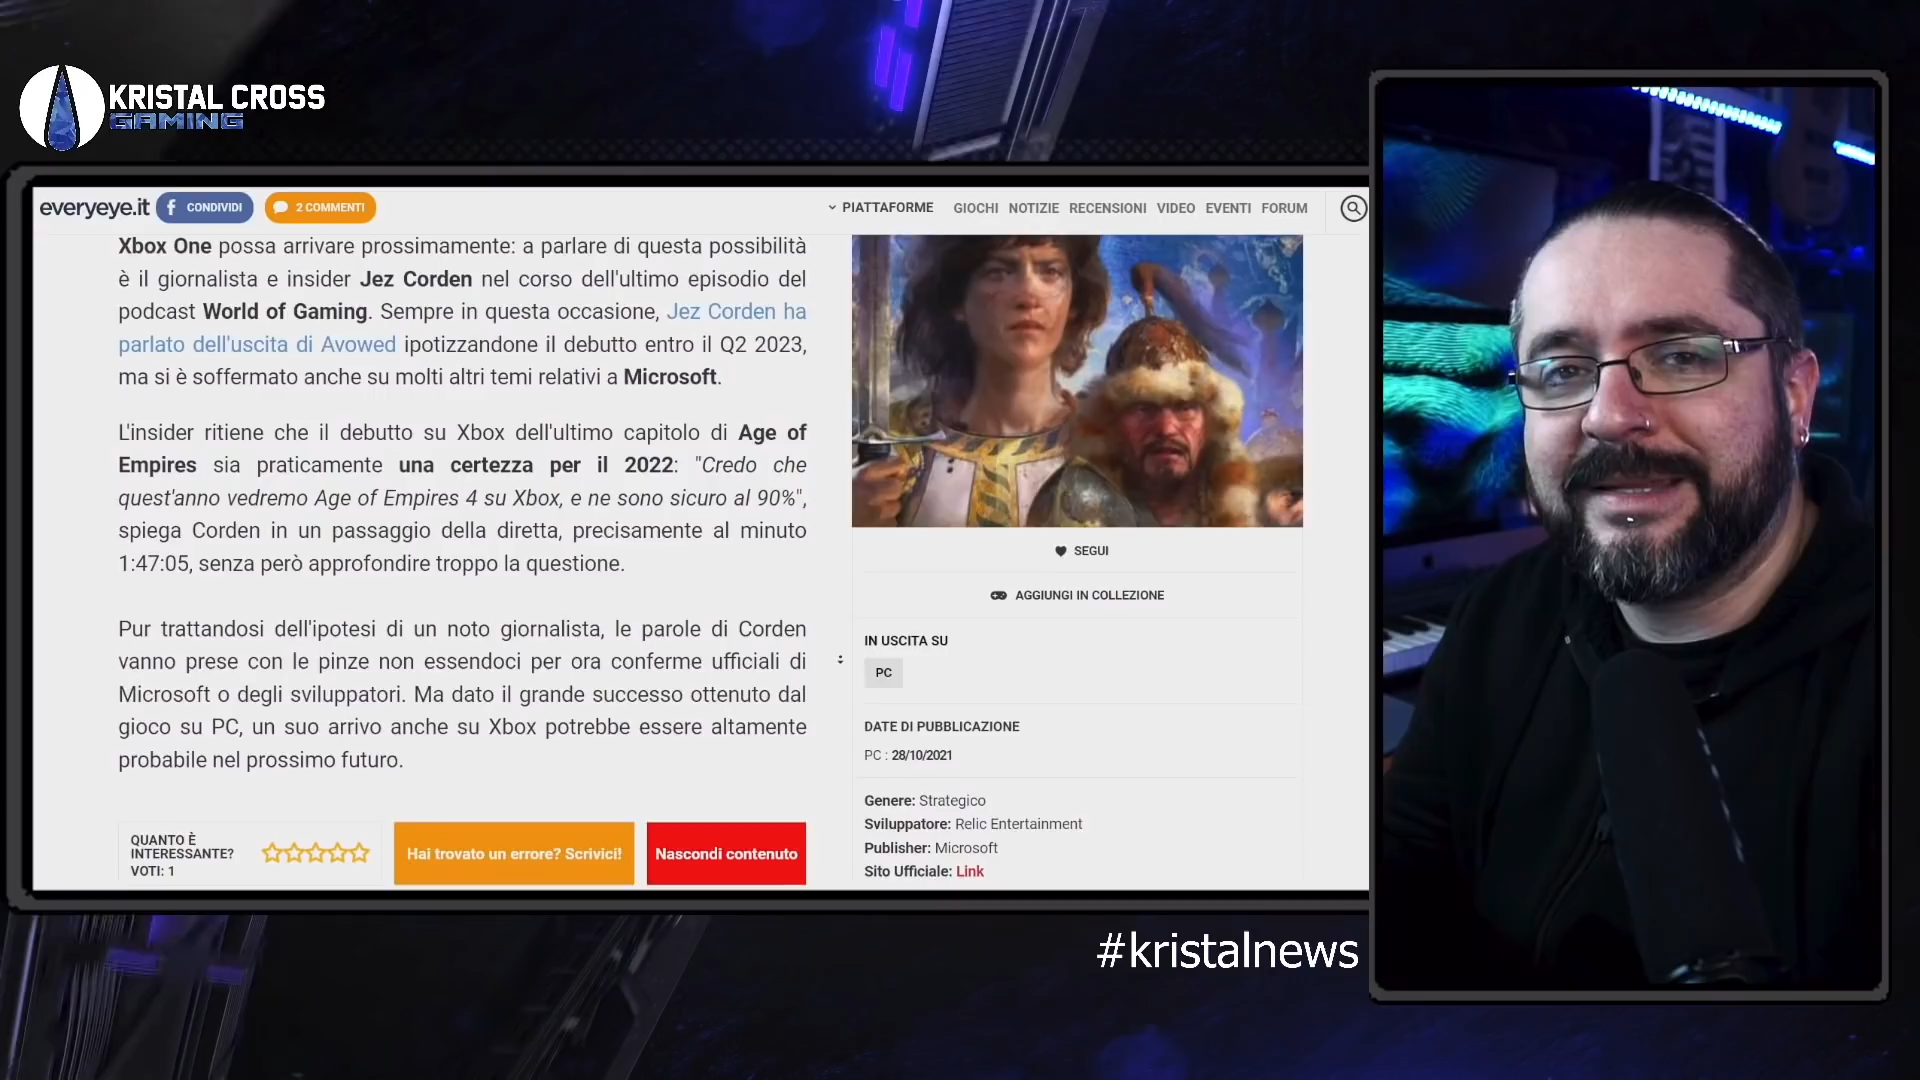 KRISTAL CROSS
GAMING
everyeye.it
CONDIVIDI
2 COMMENTI
PIATTAFORME
GIOCHI
NOTIZIE
RECENSIONI
VIDEO
EVENTI
FORUM
Xbox One possa arrivare prossimamente: a parlare di questa possibilità
è il giornalista e insider Jez Corden nel corso dell'ultimo episodio del
podcast World of Gaming. Sempre in questa occasione, Jez Corden ha
parlato dell'uscita di Avowed ipotizzandone il debutto entro il Q2 2023,
ma si è soffermato anche su molti altri temi relativi a Microsoft.
L'insider ritiene che il debutto su Xbox dell'ultimo capitolo di Age of
Empires sia praticamente una certezza per il 2022: "Credo che
quest'anno vedremo Age of Empires 4 su Xbox, e ne sono sicuro al 90%",
spiega Corden in un passaggio della diretta, precisamente al minuto
1:47:05, senza però approfondire troppo la questione.
Pur trattandosi dell'ipotesi di un noto giornalista, le parole di Corden
vanno prese con le pinze non essendoci per ora conferme ufficiali di
Microsoft o degli sviluppatori. Ma dato il grande successo ottenuto dal
gioco su PC, un suo arrivo anche su Xbox potrebbe essere altamente
probabile nel prossimo futuro.
QUANTO È
INTERESSANTE?
VOTI: 1
Hai trovato un errore? Scrivici!
Nascondi contenuto
SEGUI
AGGIUNGI IN COLLEZIONE
IN USCITA SU
PC
DATE DI PUBBLICAZIONE
PC : 28/10/2021
Genere: Strategico
Sviluppatore: Relic Entertainment
Publisher: Microsoft
Sito Ufficiale: Link
#kristalnews